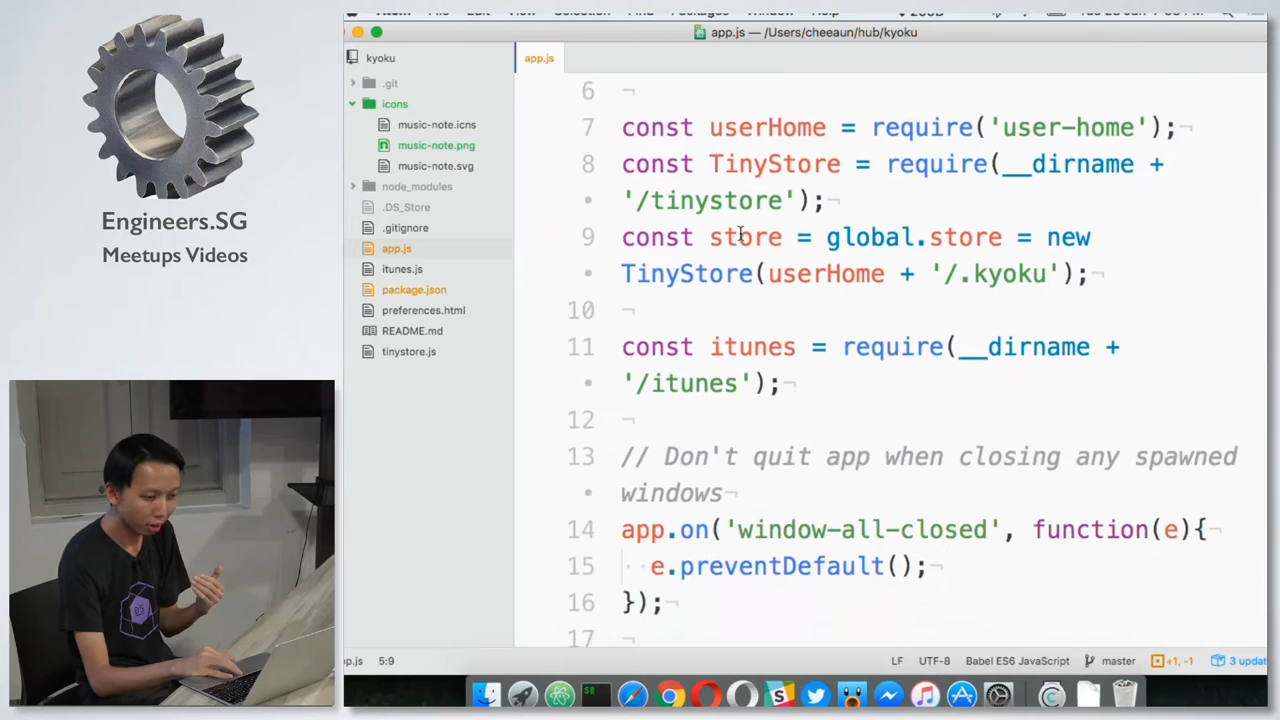 app.js — /Users/cheeaun/hub/kyoku
kyoku
app.js
.git
icons
music-note.icns
music-note.png
music-note.svg
node_modules
.DS_Store
.gitignore
app.js
itunes.js
package.json
preferences.html
README.md
tinystore.js
6 ¬
7 const userHome = require('user-home');¬
8 const TinyStore = require(__dirname +
• '/tinystore');¬
9 const store = global.store = new
• TinyStore(userHome + '/.kyoku');¬
10 ¬
11 const itunes = require(__dirname +
• '/itunes');¬
12 ¬
13 // Don't quit app when closing any spawned
• windows¬
14 app.on('window-all-closed', function(e){¬
15 ··e.preventDefault();¬
16 });¬
17 ¬
5:9 LF UTF-8 Babel ES6 JavaScript master +1, -1 3 updat
Engineers.SG
Meetups Videos